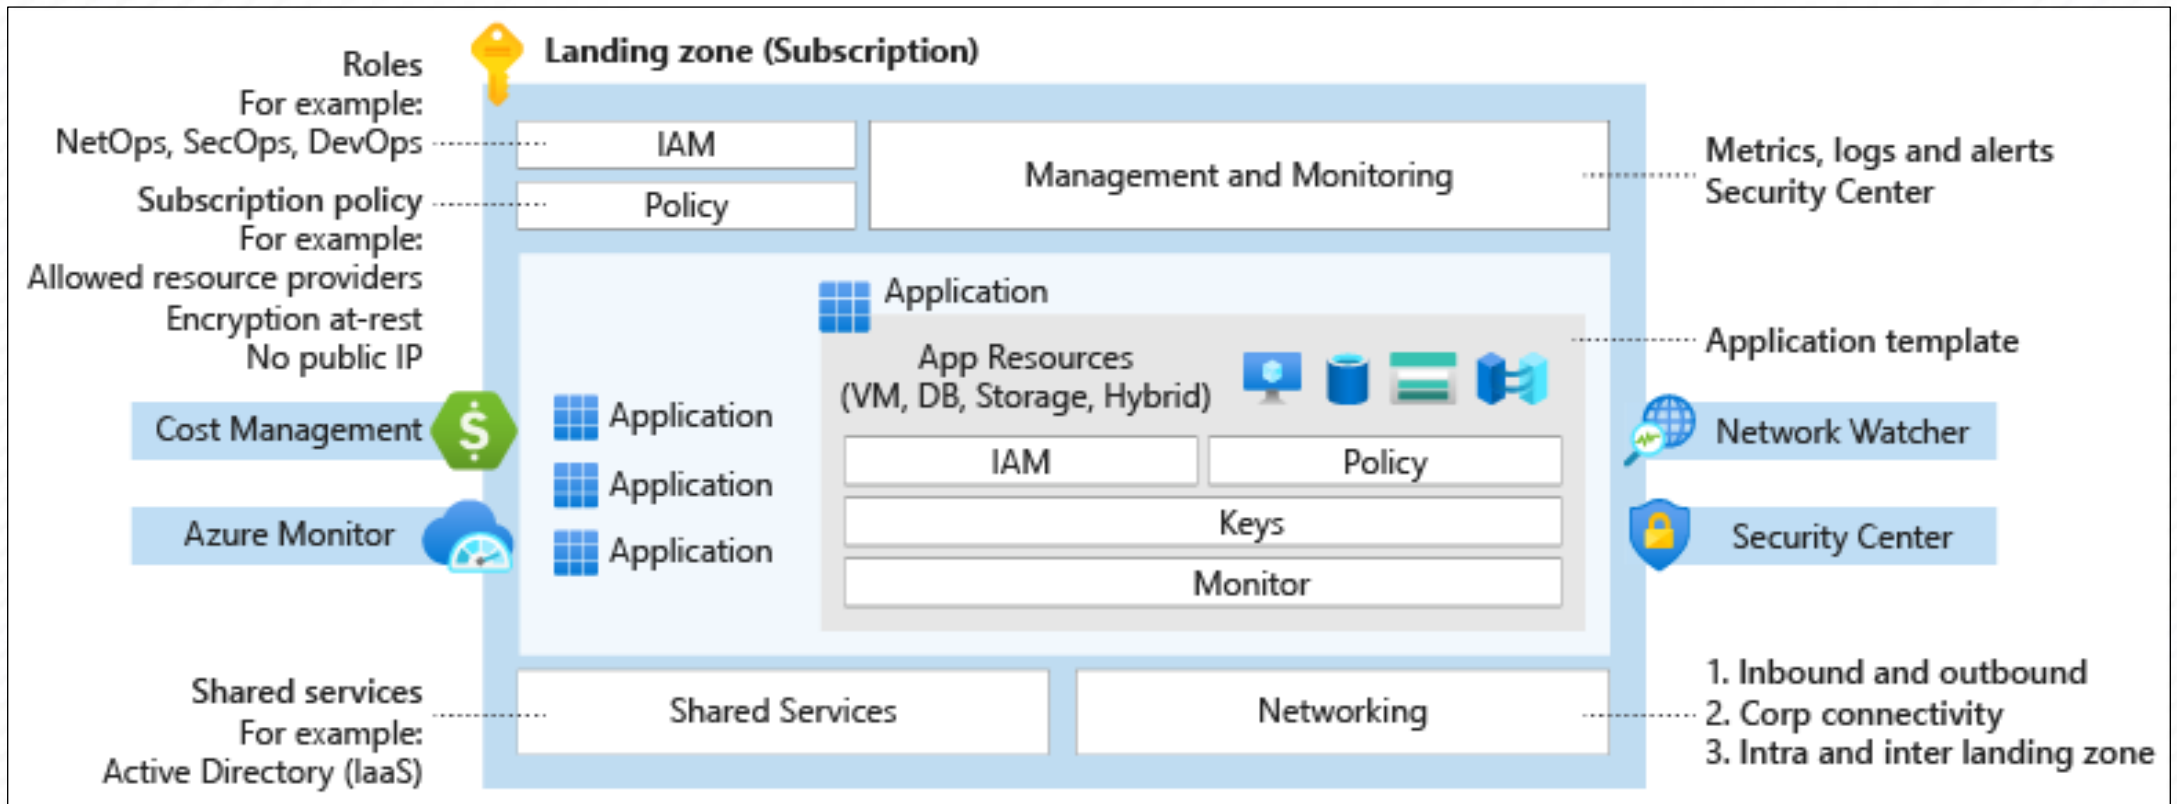 Landing zone (Subscription)
Roles
For example:
NetOps, SecOps, DevOps
Subscription policy
For example:
Allowed resource providers
Encryption at-rest
No public IP
Cost Management
$
Azure Monitor
Shared services
For example:
Active Directory (IaaS)
IAM
Policy
Management and Monitoring
Application
Application
Application
Application
App Resources
(VM, DB, Storage, Hybrid)
IAM
Policy
Keys
Monitor
Shared Services
Networking
Metrics, logs and alerts
Security Center
Application template
Network Watcher
Security Center
1. Inbound and outbound
2. Corp connectivity
3. Intra and inter landing zone